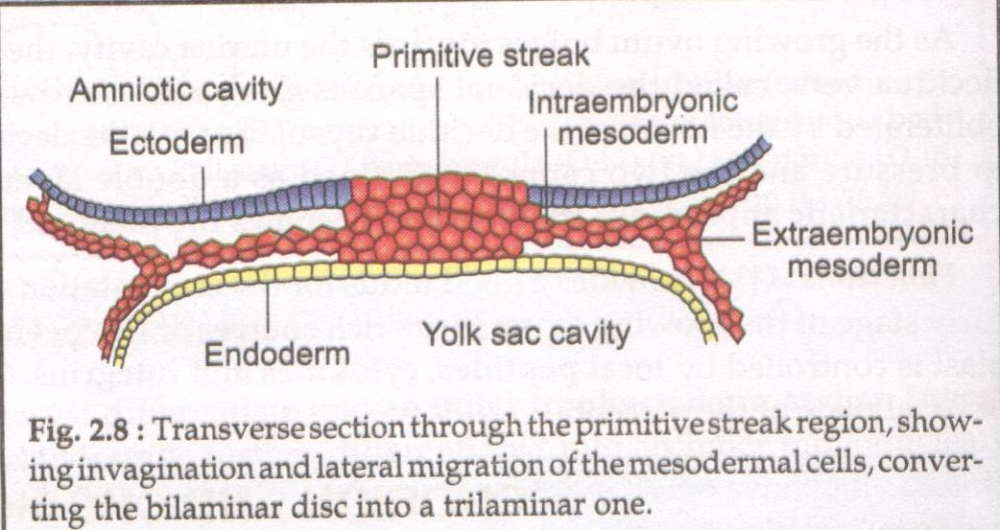 Primitive streak
Amniotic cavity
Intraembryonic
mesoderm
Ectoderm
Extraembryonic
mesoderm
Yolk sac cavity
Endoderm
Fig. 2.8 : Transverse section through the primitive streak region, show-
ing invagination and lateral migration of the mesodermal cells, conver-
ting the bilaminar disc into a trilaminar one.